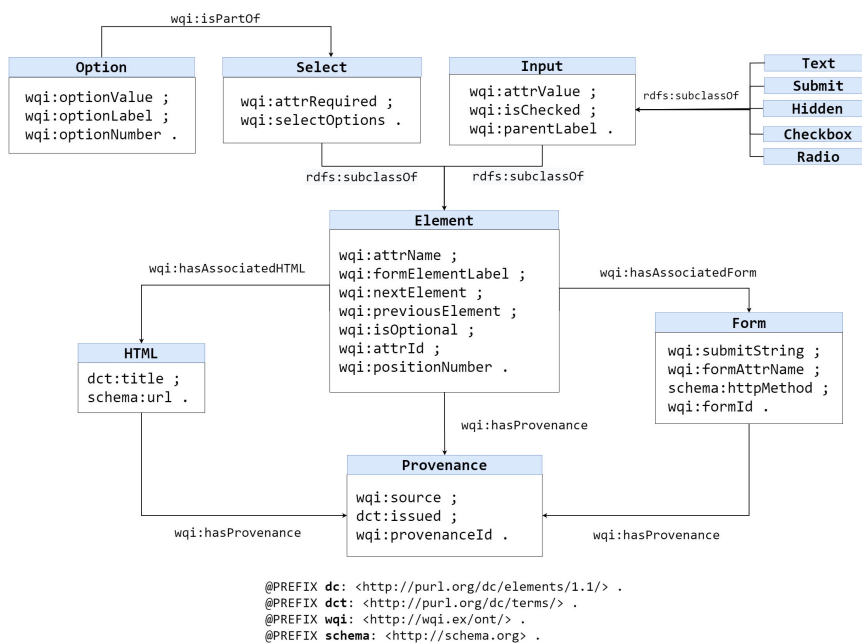 wqi:isPartOf
Option
wqi:optionValue ;
wqi:optionLabel ;
wqi:optionNumber .
Select
wqi:attrRequired ;
wqi:selectOptions .
Input
wqi:attrValue ;
wqi:isChecked ;
wqi:parentLabel .
rdfs:subclassOf
Text
Submit
Hidden
Checkbox
Radio
rdfs:subclassOf
rdfs:subclassOf
Element
wqi:attrName ;
wqi:formElementLabel ;
wqi:nextElement ;
wqi:previousElement ;
wqi:isOptional ;
wqi:attrId ;
wqi:positionNumber .
wqi:hasAssociatedHTML
wqi:hasAssociatedForm
HTML
dct:title ;
schema:url .
Form
wqi:submitString ;
wqi:formAttrName ;
schema:httpMethod ;
wqi:formId .
wqi:hasProvenance
Provenance
wqi:source ;
dct:issued ;
wqi:provenanceId .
wqi:hasProvenance
wqi:hasProvenance
@PREFIX dc: <http://purl.org/dc/elements/1.1/> .
@PREFIX dct: <http://purl.org/dc/terms/> .
@PREFIX wqi: <http://wqi.ex/ont/> .
@PREFIX schema: <http://schema.org> .